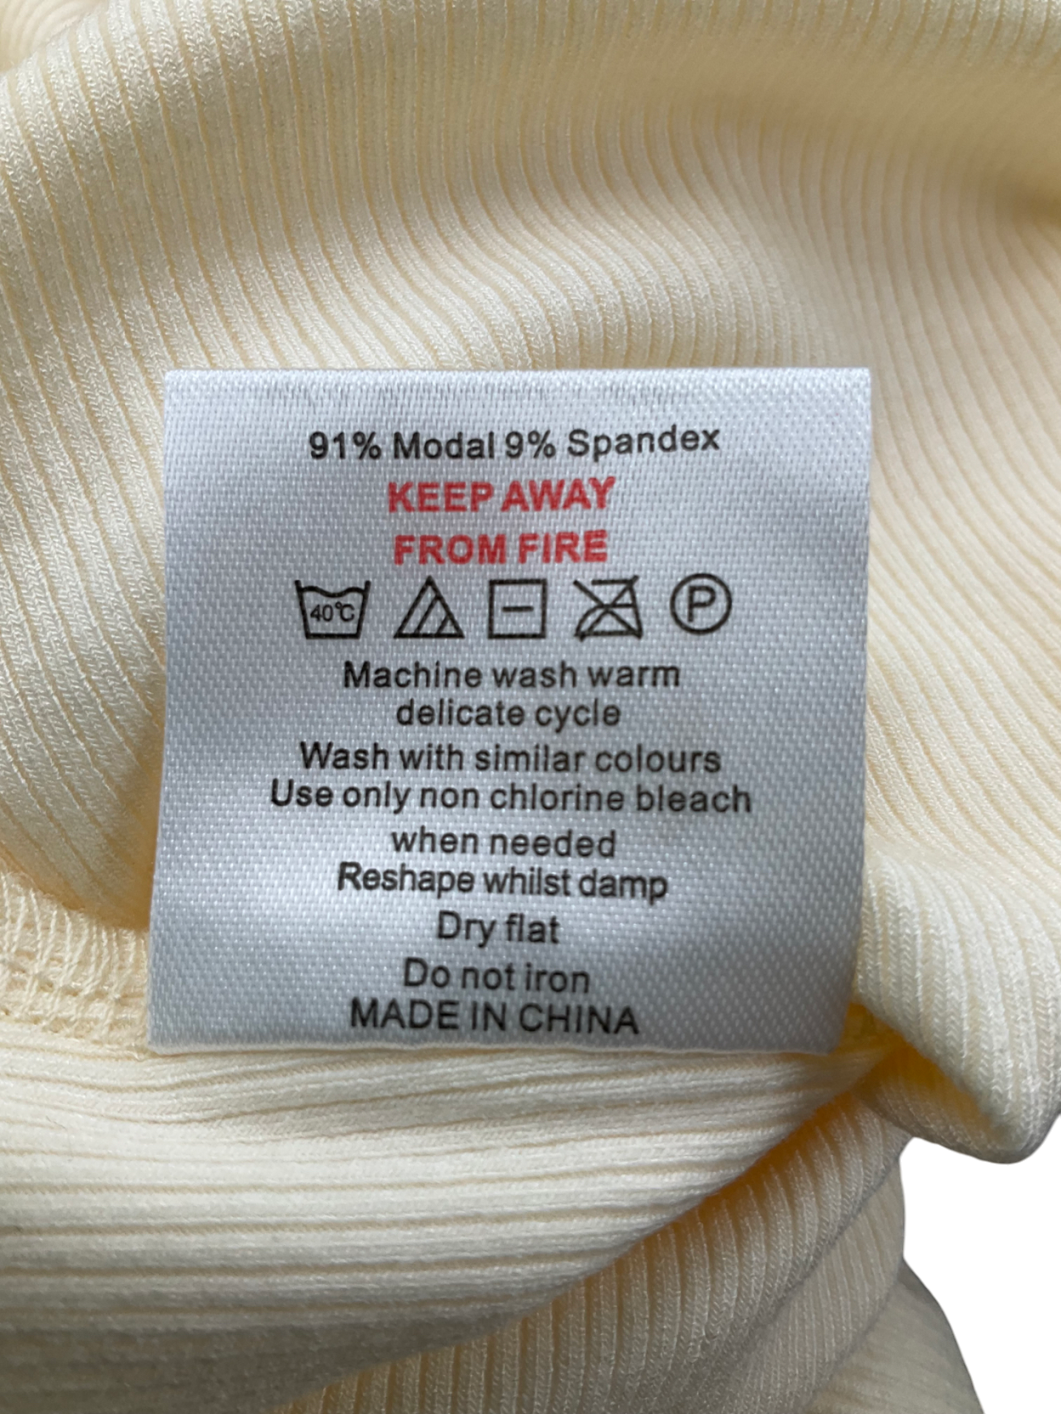 91% Modal 9% Spandex
KEEP AWAY
FROM FIRE
40°C P
Machine wash warm
delicate cycle
Wash with similar colours
Use only non chlorine bleach
when needed
Reshape whilst damp
Dry flat
Do not iron
MADE IN CHINA